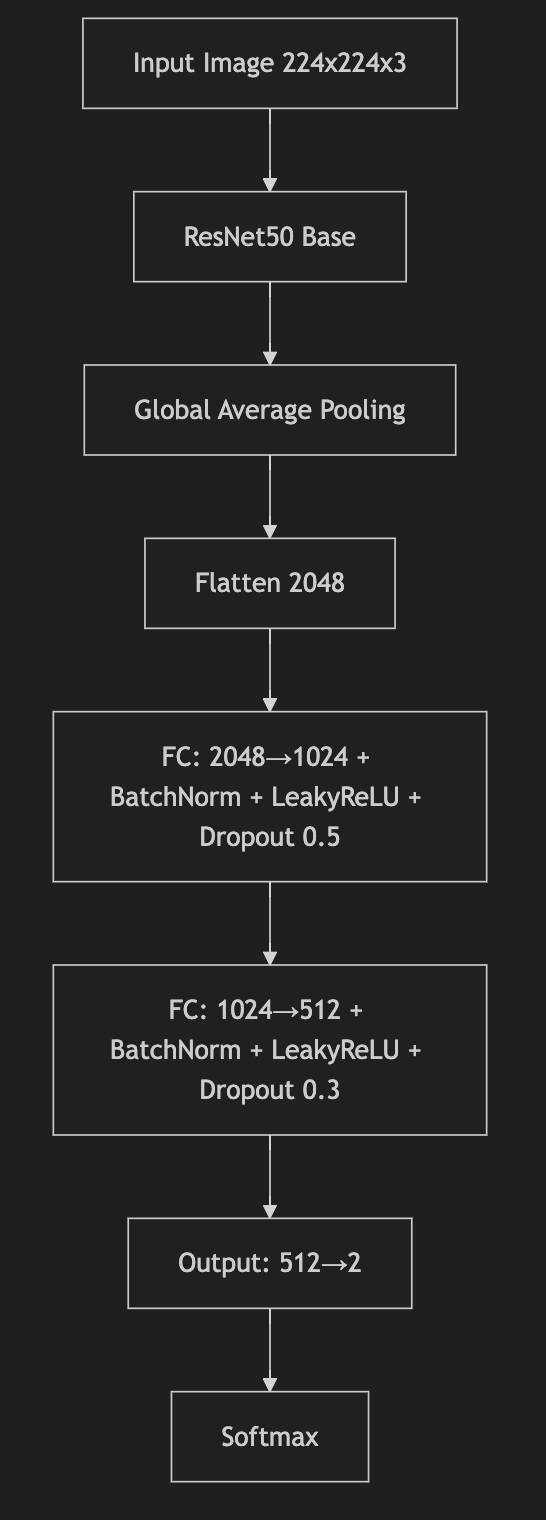 Input Image 224x224x3
ResNet50 Base
Global Average Pooling
Flatten 2048
FC: 2048→1024 +
BatchNorm + LeakyReLU +
Dropout 0.5
FC: 1024→512 +
BatchNorm + LeakyReLU +
Dropout 0.3
Output: 512→2
Softmax